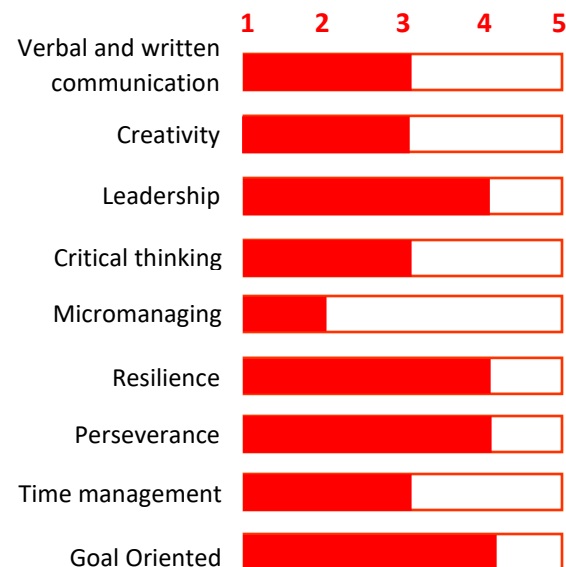 1 2 3 4 5
Verbal and written
communication
Creativity
Leadership
Critical thinking
Micromanaging
Resilience
Perseverance
Time management
Goal Oriented